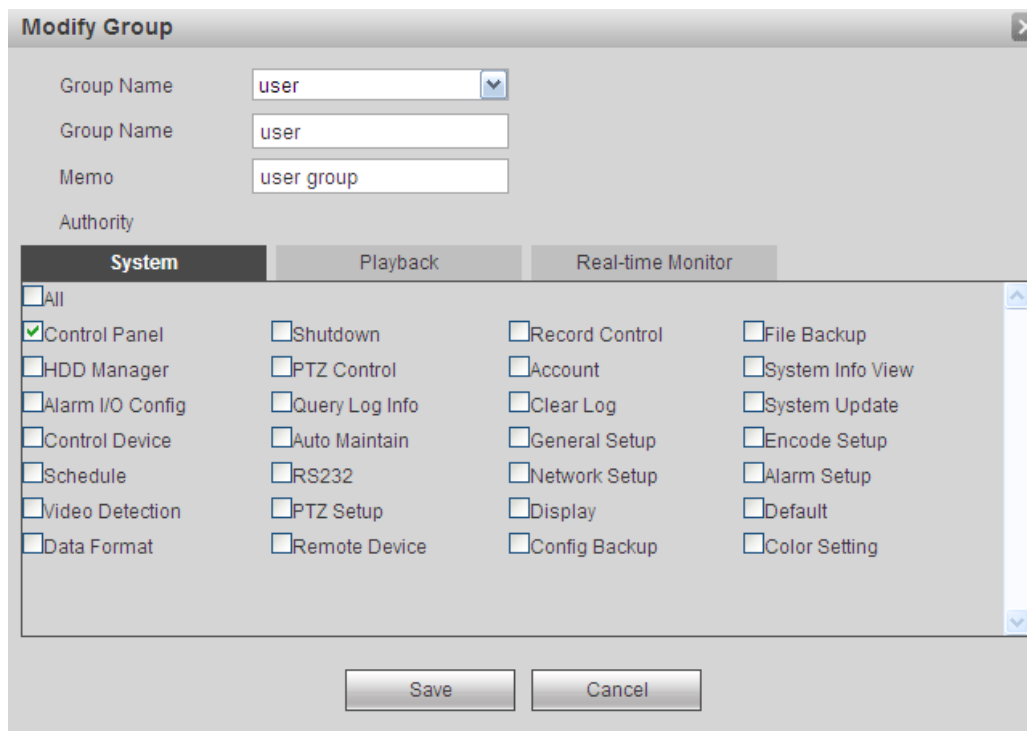 Modify Group
Group Name user
Group Name user
Memo user group
Authority
System Playback Real-time Monitor
All
Control Panel Shutdown Record Control File Backup
HDD Manager PTZ Control Account System Info View
Alarm I/O Config Query Log Info Clear Log System Update
Control Device Auto Maintain General Setup Encode Setup
Schedule RS232 Network Setup Alarm Setup
Video Detection PTZ Setup Display Default
Data Format Remote Device Config Backup Color Setting
Save Cancel